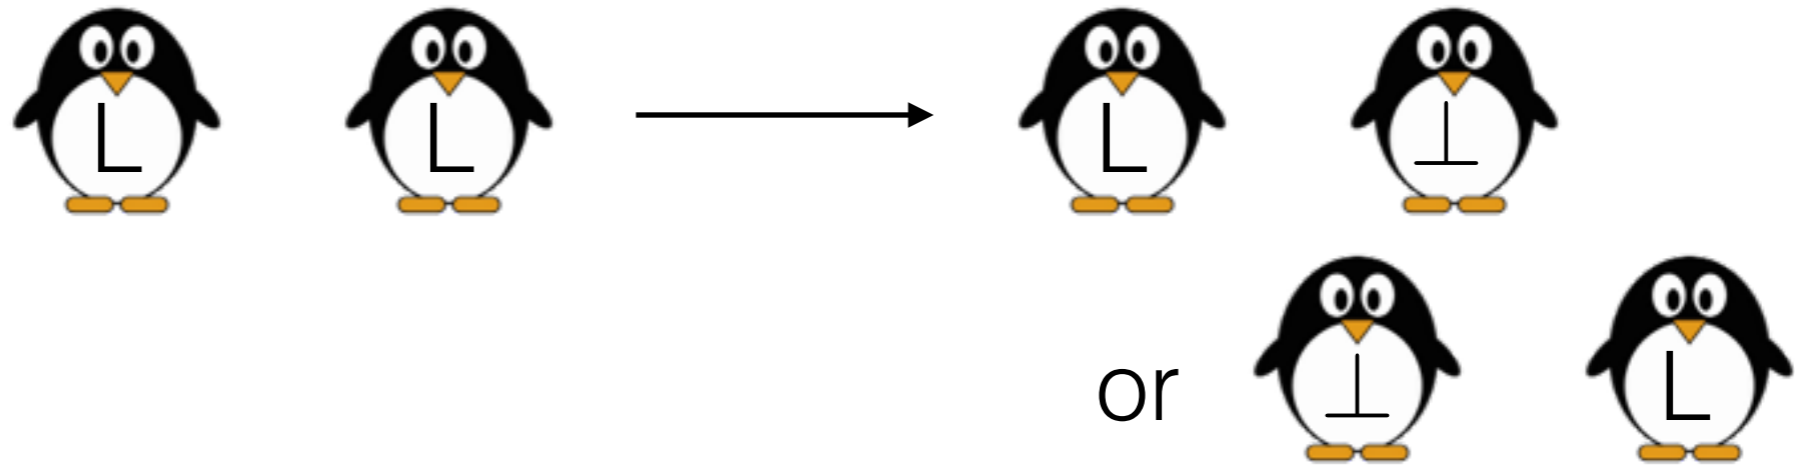 L L L ⊥
or ⊥ L